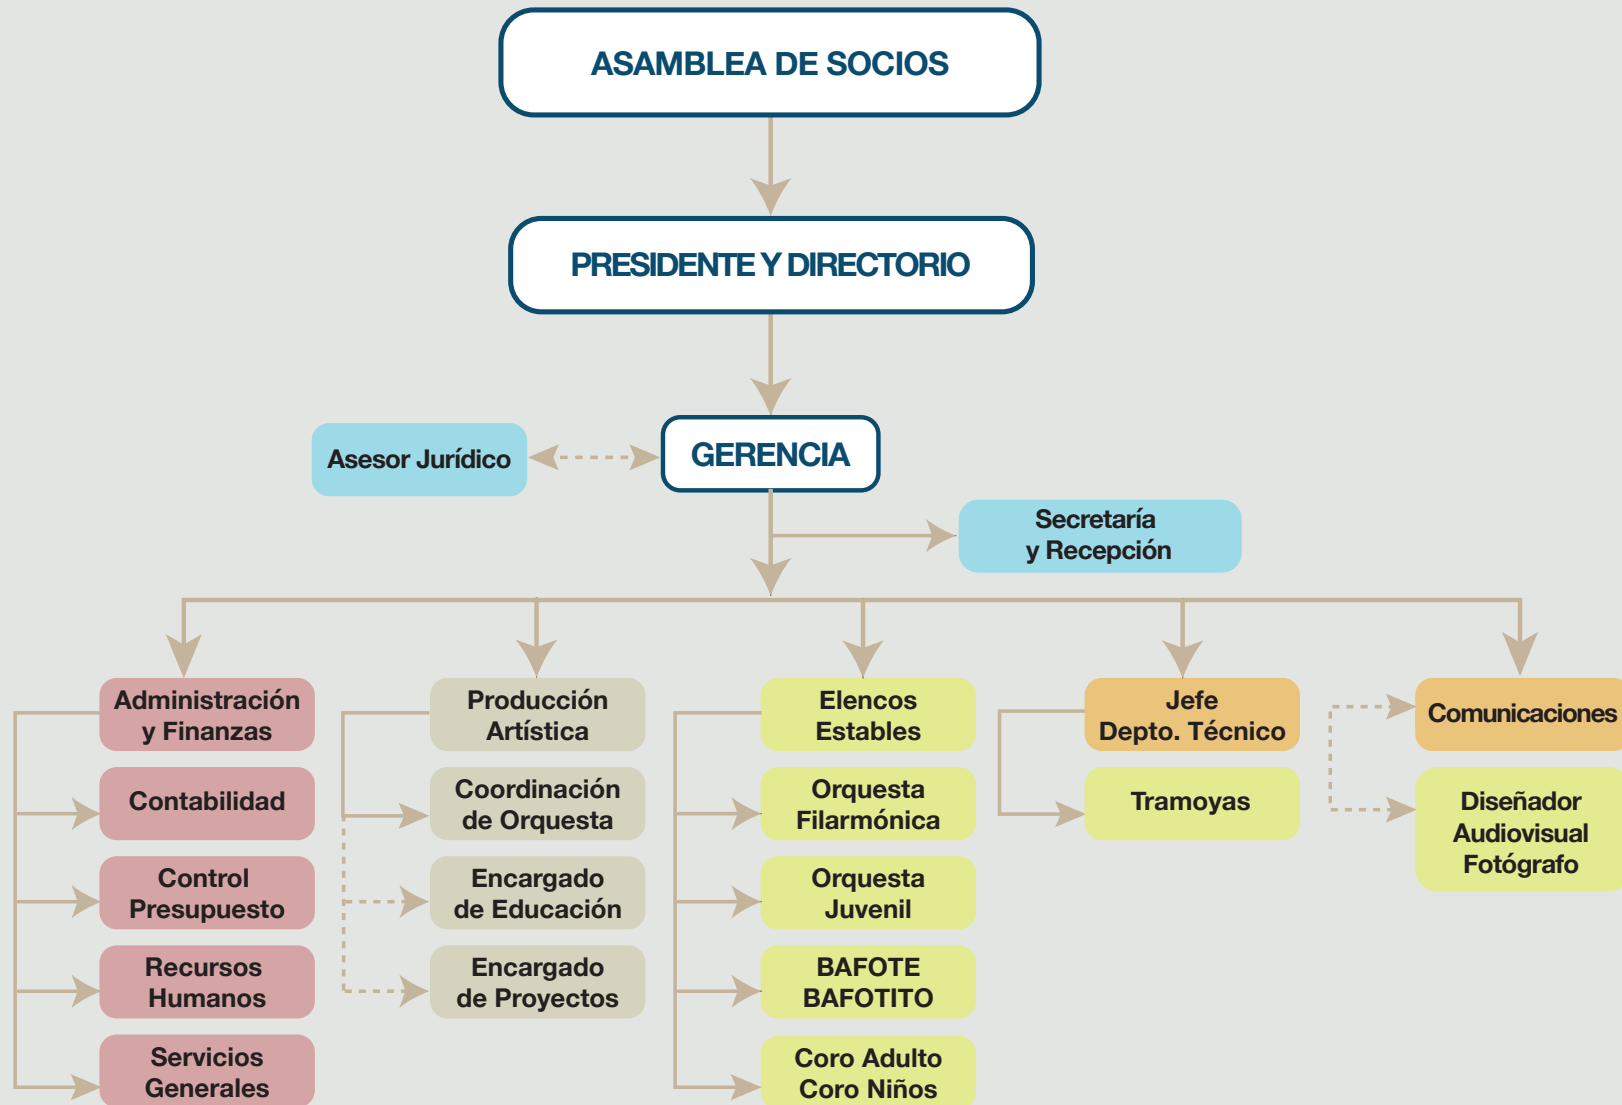 ASAMBLEA DE SOCIOS
PRESIDENTE Y DIRECTORIO
Asesor Jurídico
GERENCIA
Secretaría
y Recepción
Administración
y Finanzas
Contabilidad
Control
Presupuesto
Recursos
Humanos
Servicios
Generales
Producción
Artística
Coordinación
de Orquesta
Encargado
de Educación
Encargado
de Proyectos
Elencos
Estables
Orquesta
Filarmónica
Orquesta
Juvenil
BAFOTE
BAFOTITO
Coro Adulto
Coro Niños
Jefe
Depto. Técnico
Tramoyas
Comunicaciones
Diseñador
Audiovisual
Fotógrafo